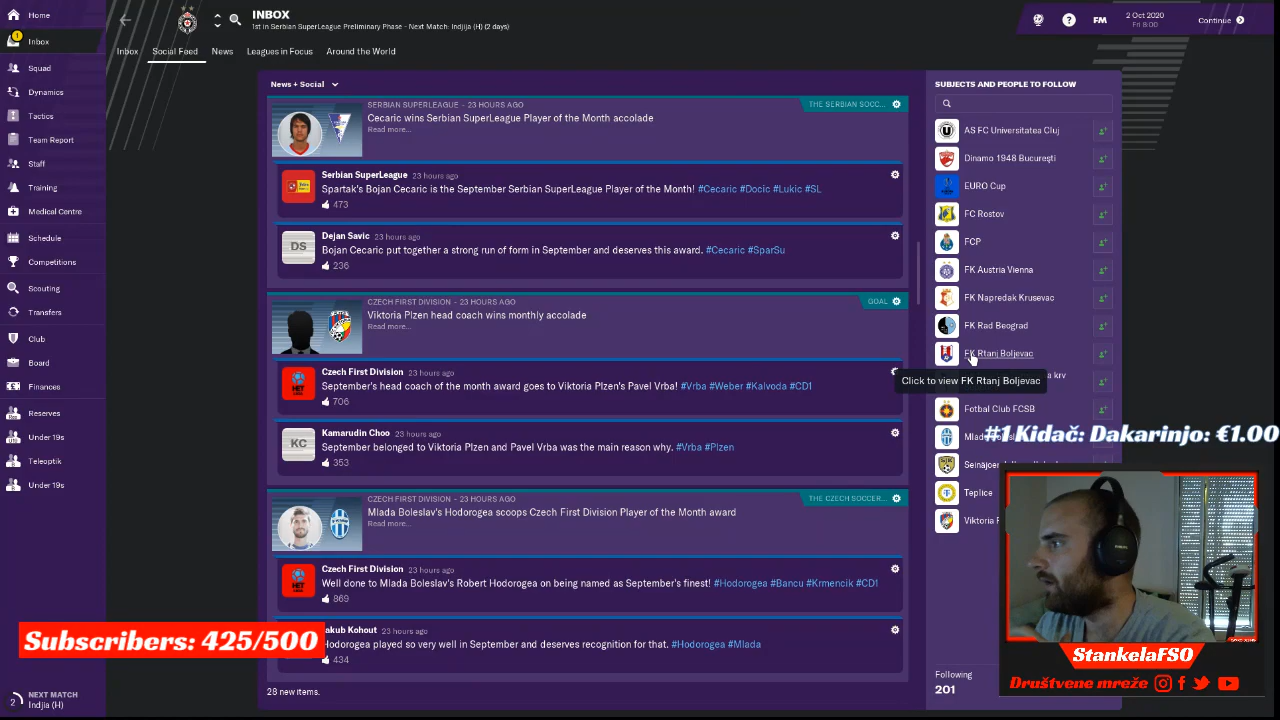 Home
1
Inbox
Squad
Dynamics
Tactics
Team Report
Staff
Training
Medical Centre
Schedule
Competitions
Scouting
Transfers
Club
Board
Finances
Reserves
Under 19s
Teleoptik
Under 19s
2
NEXT MATCH
Indjia (H)
INBOX
1st in Serbian SuperLeague Preliminary Phase - Next Match: Indjija (H) (2 days)
?
FM
2 Oct 2020
Fri 8:00
Continue
Inbox
Social Feed
News
Leagues in Focus
Around the World
News + Social
SERBIAN SUPERLEAGUE - 23 HOURS AGO
THE SERBIAN SOCC...
Cecaric wins Serbian SuperLeague Player of the Month accolade
Read more...
Serbian SuperLeague 23 hours ago
Spartak's Bojan Cecaric is the September Serbian SuperLeague Player of the Month! #Cecaric #Docic #Lukic #SL
473
DS
Dejan Savic 23 hours ago
Bojan Cecaric put together a strong run of form in September and deserves this award. #Cecaric #SparSu
236
CZECH FIRST DIVISION - 23 HOURS AGO
GOAL
Viktoria Plzen head coach wins monthly accolade
Read more...
Czech First Division 23 hours ago
September's head coach of the month award goes to Viktoria Plzen's Pavel Vrba! #Vrba #Weber #Kalvoda #CD1
706
KC
Kamarudin Choo 23 hours ago
September belonged to Viktoria Plzen and Pavel Vrba was the main reason why. #Vrba #Plzen
353
CZECH FIRST DIVISION - 23 HOURS AGO
THE CZECH SOCCER...
Mlada Boleslav's Hodorogea scoops Czech First Division Player of the Month award
Read more...
Czech First Division 23 hours ago
Well done to Mlada Boleslav's Robert Hodorogea on being named as September's finest! #Hodorogea #Bancu #Krmencik #CD1
869
akub Kohout 23 hours ago
Hodorogea played so very well in September and deserves recognition for that. #Hodorogea #Mlada
434
28 new items.
SUBJECTS AND PEOPLE TO FOLLOW
AS FC Universitatea Cluj
Dinamo 1948 Bucureşti
EURO Cup
FC Rostov
FCP
FK Austria Vienna
FK Napredak Krusevac
FK Rad Beograd
FK Rtanj Boljevac
a krv
Click to view FK Rtanj Boljevac
Fotbal Club FCSB
Teplice
Following
201
#1 Kidač: Dakarinjo: €1.00
Subscribers: 425/500
StankelaFSO
Društvene mreže